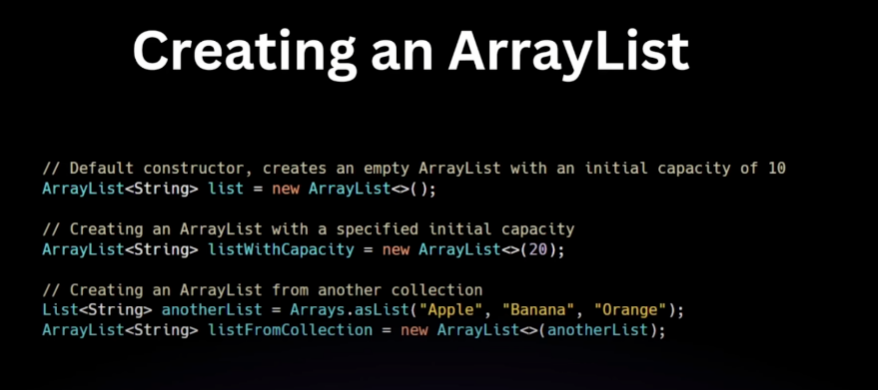 Creating an ArrayList
// Default constructor, creates an empty ArrayList with an initial capacity of 10
ArrayList<String> list = new ArrayList<>();
// Creating an ArrayList with a specified initial capacity
ArrayList<String> listWithCapacity = new ArrayList<>(20);
// Creating an ArrayList from another collection
List<String> anotherList = Arrays.asList("Apple", "Banana", "Orange");
ArrayList<String> listFromCollection = new ArrayList<>(anotherList);